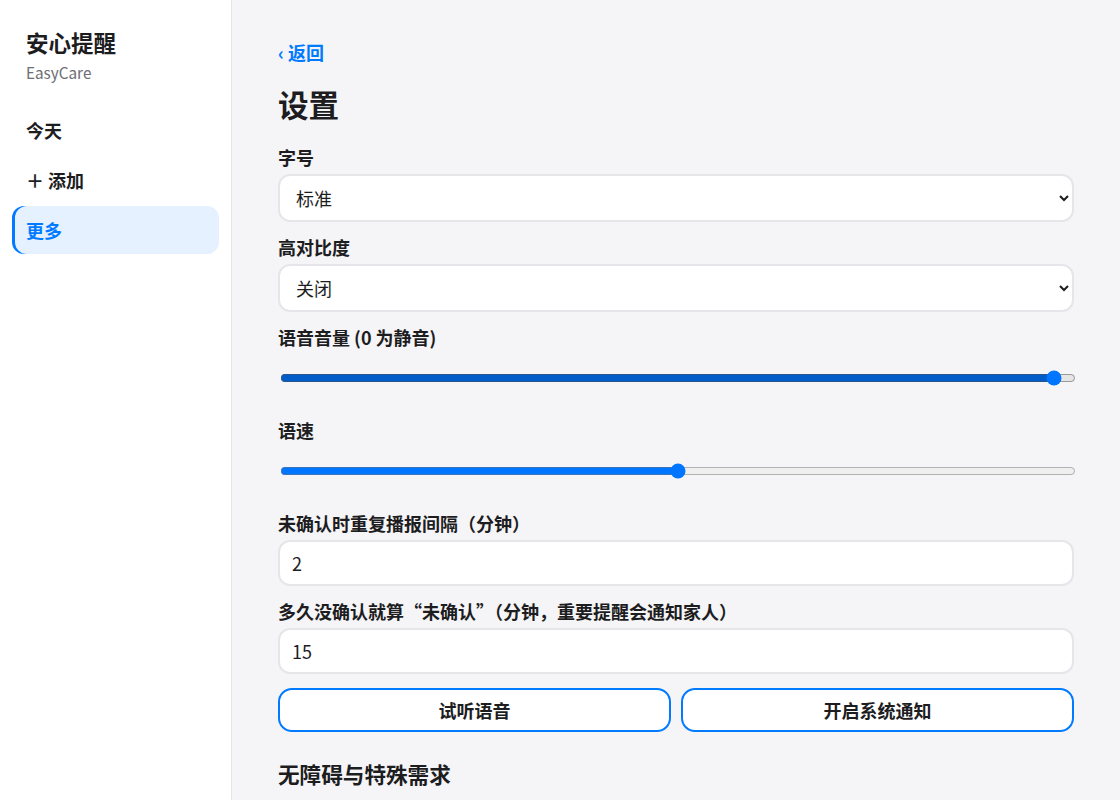 安心提醒
EasyCare
今天
＋ 添加
更多
‹ 返回
设置
字号
标准
高对比度
关闭
语音音量 (0 为静音)
语速
未确认时重复播报间隔（分钟）
2
多久没确认就算“未确认”（分钟，重要提醒会通知家人）
15
试听语音
开启系统通知
无障碍与特殊需求